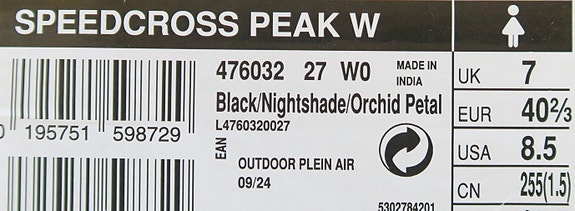 SPEEDCROSS PEAK W
476032 27 W0 MADE IN INDIA
Black/Nightshade/Orchid Petal
L4760320027
EAN
0 195751 598729
OUTDOOR PLEIN AIR
09/24
5302784201
UK 7
EUR 40⅔
USA 8.5
CN 255(1.5)